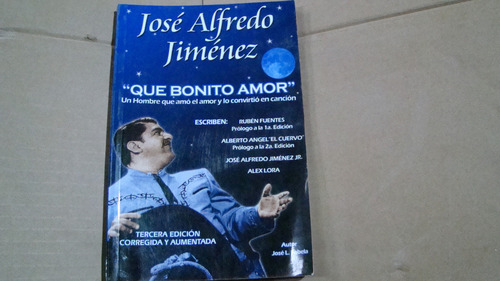 José Alfredo
Jiménez
"QUE BONITO AMOR"
Un Hombre que amó el amor y lo convirtió en canción
ESCRIBEN: RUBÉN FUENTES
Prólogo a la 1a. Edición
ALBERTO ANGEL "EL CUERVO"
Prólogo a la 2a. Edición
JOSÉ ALFREDO JIMÉNEZ JR.
ALEX LORA
TERCERA EDICIÓN
CORREGIDA Y AUMENTADA
Autor
José L.